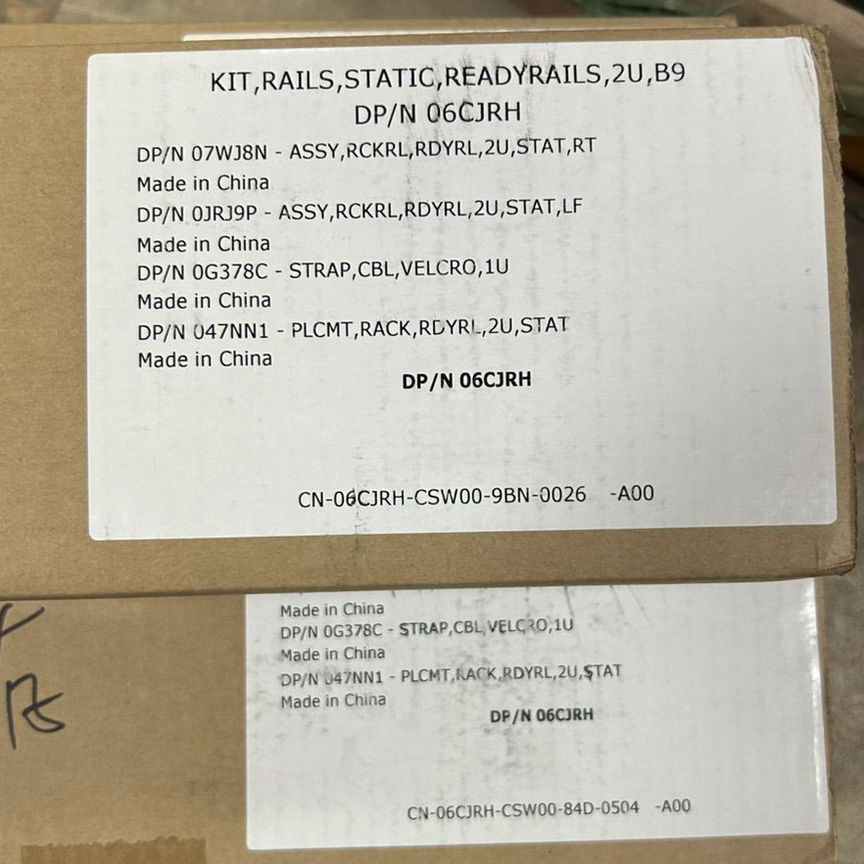 KIT,RAILS,STATIC,READYRAILS,2U,B9
DP/N 06CJRH
DP/N 07WJ8N - ASSY,RCKRL,RDYRL,2U,STAT,RT
Made in China
DP/N 0JRJ9P - ASSY,RCKRL,RDYRL,2U,STAT,LF
Made in China
DP/N 0G378C - STRAP,CBL,VELCRO,1U
Made in China
DP/N 047NN1 - PLCMT,RACK,RDYRL,2U,STAT
Made in China
DP/N 06CJRH
CN-06CJRH-CSW00-9BN-0026 -A00
Made in China
DP/N 0G378C - STRAP,CBL,VELCRO,1U
Made in China
DP/N 047NN1 - PLCMT,RACK,RDYRL,2U,STAT
Made in China
DP/N 06CJRH
CN-06CJRH-CSW00-84D-0504 -A00